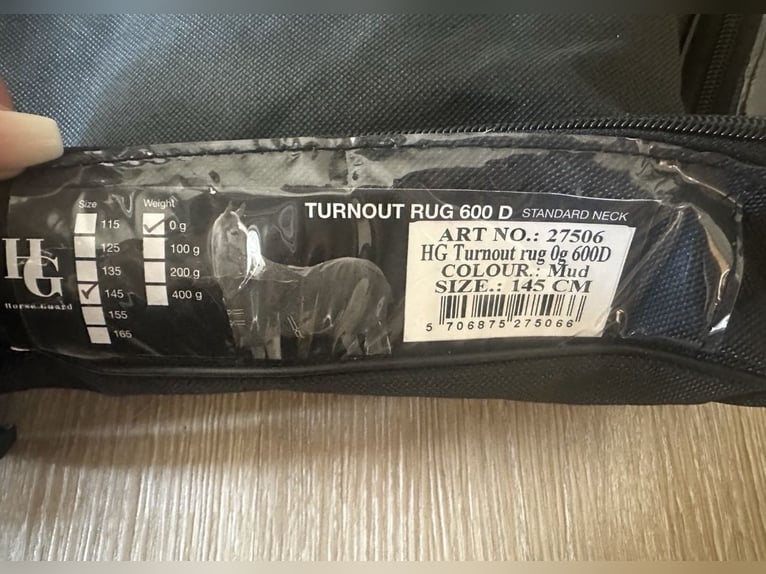 TURNOUT RUG 600 D STANDARD NECK
Size
115
125
135
145
155
165
Weight
0 g
100 g
200 g
400 g
HG
Horse Guard
ART NO.: 27506
HG Turnout rug 0g 600D
COLOUR.: Mud
SIZE.: 145 CM
5 706875 275066